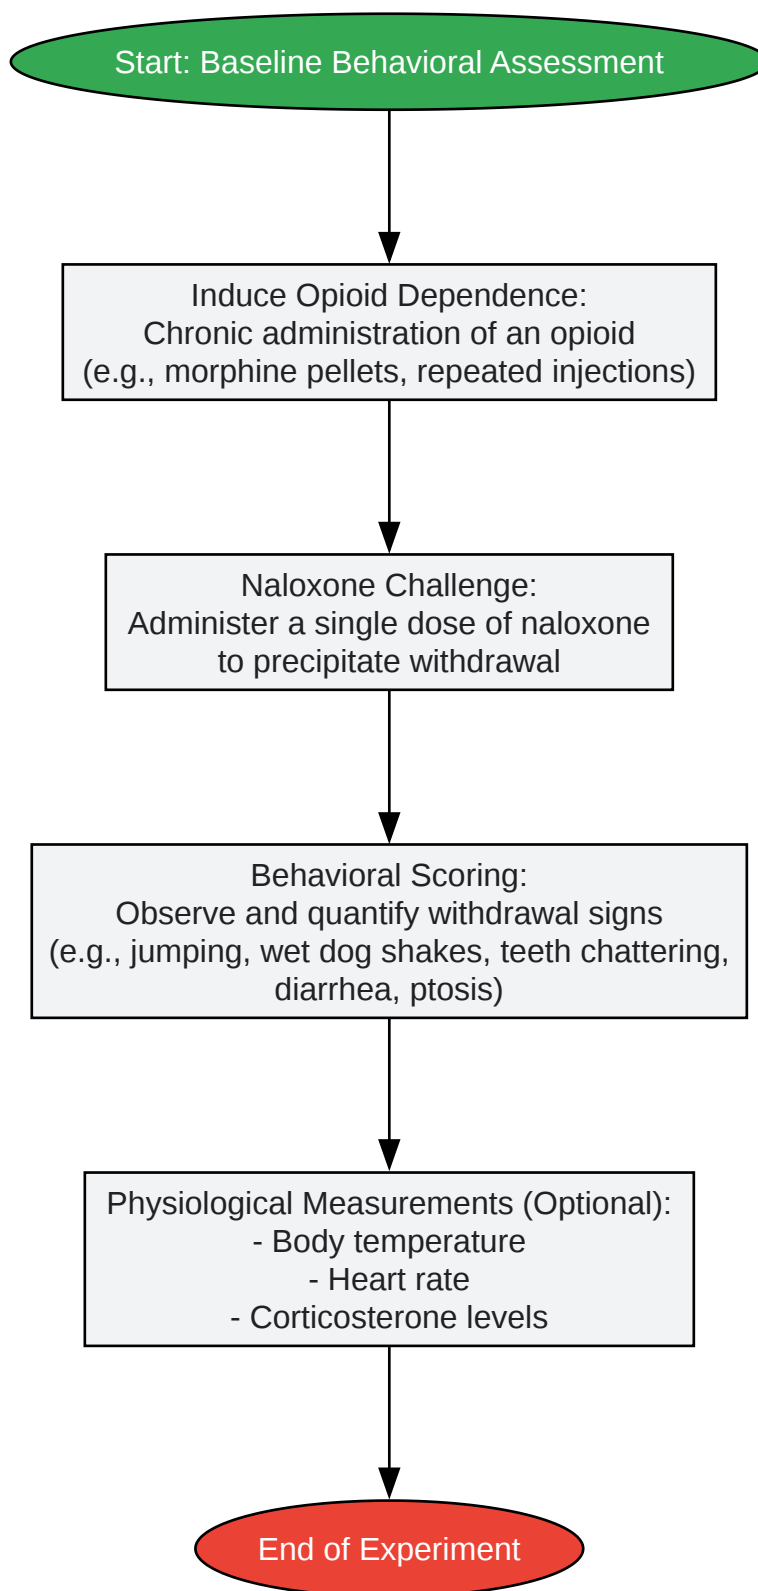 Start: Baseline Behavioral Assessment
Induce Opioid Dependence:
Chronic administration of an opioid
(e.g., morphine pellets, repeated injections)
Naloxone Challenge:
Administer a single dose of naloxone
to precipitate withdrawal
Behavioral Scoring:
Observe and quantify withdrawal signs
(e.g., jumping, wet dog shakes, teeth chattering,
diarrhea, ptosis)
Physiological Measurements (Optional):
- Body temperature
- Heart rate
- Corticosterone levels
End of Experiment